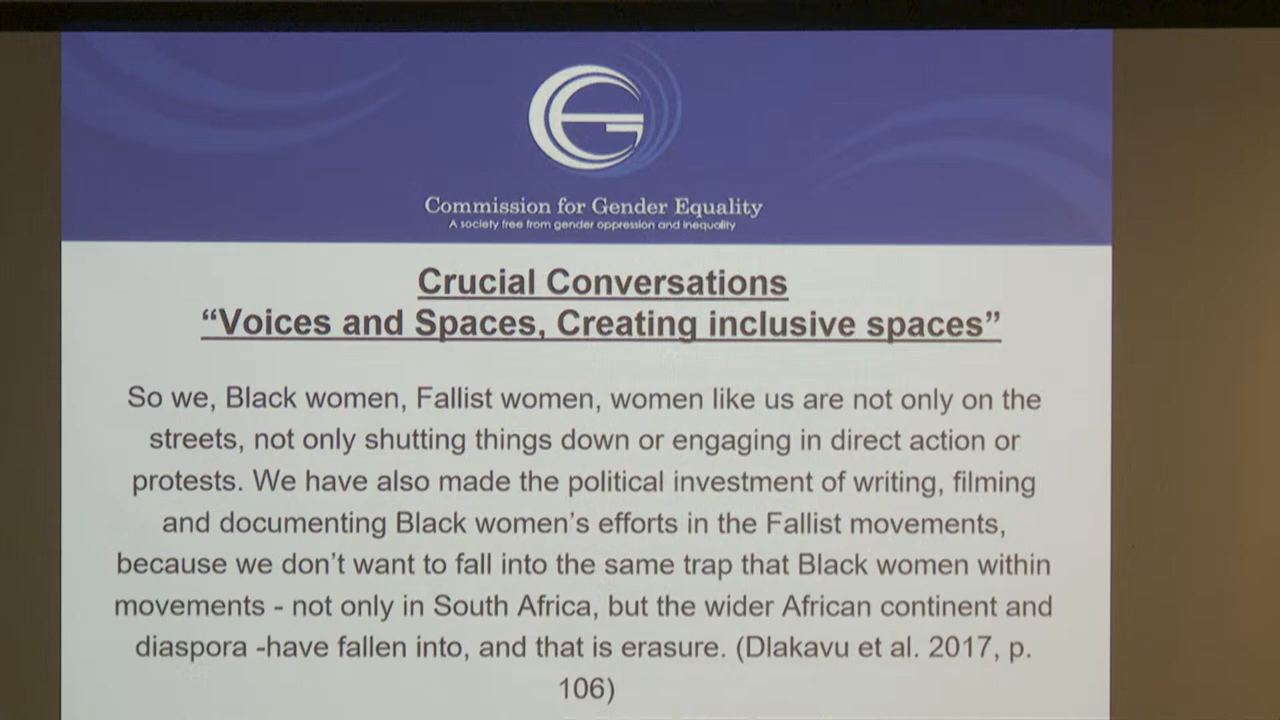 Commission for Gender Equality
A society free from gender oppression and inequality
Crucial Conversations
“Voices and Spaces, Creating inclusive spaces”
So we, Black women, Fallist women, women like us are not only on the
streets, not only shutting things down or engaging in direct action or
protests. We have also made the political investment of writing, filming
and documenting Black women’s efforts in the Fallist movements,
because we don’t want to fall into the same trap that Black women within
movements - not only in South Africa, but the wider African continent and
diaspora -have fallen into, and that is erasure. (Dlakavu et al. 2017, p.
106)